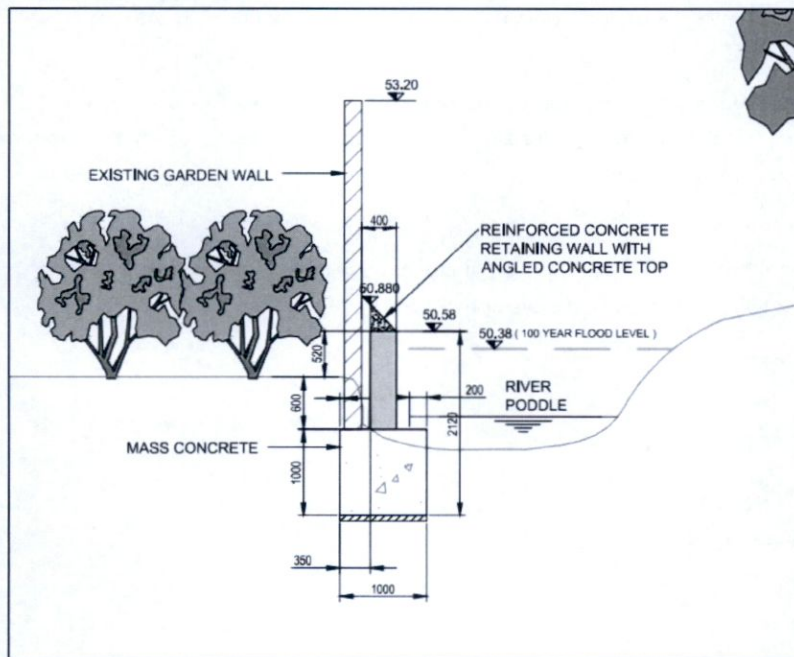 53.20
EXISTING GARDEN WALL
400
REINFORCED CONCRETE
RETAINING WALL WITH
ANGLED CONCRETE TOP
50.880
50.58
50.38 ( 100 YEAR FLOOD LEVEL )
520
200
RIVER
PODDLE
600
2120
MASS CONCRETE
1000
350
1000